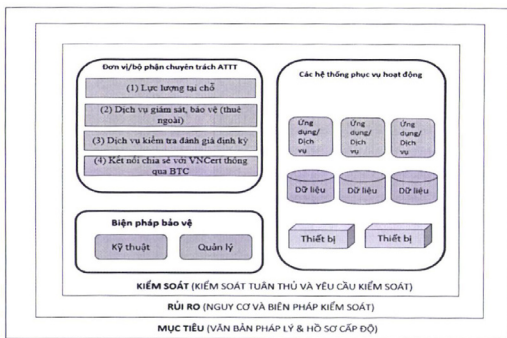 Đơn vị/bộ phận chuyên trách ATTT
(1) Lực lượng tại chỗ
(2) Dịch vụ giám sát, bảo vệ (thuê
ngoài)
(3) Dịch vụ kiểm tra đánh giá định kỳ
(4) Kết nối chia sẻ với VNCert thông
qua BTC
Biện pháp bảo vệ
Kỹ thuật
Quản lý
Các hệ thống phục vụ hoạt động
Ứng
dụng/
Dịch
vụ
Ứng
dụng/
Dịch
vụ
Ứng
dụng/
Dịch
vụ
Dữ liệu
Dữ liệu
Dữ liệu
Thiết bị
Thiết bị
KIỂM SOÁT (KIỂM SOÁT TUÂN THỦ VÀ YÊU CẦU KIỂM SOÁT)
RỦI RO (NGUY CƠ VÀ BIỆN PHÁP KIỂM SOÁT)
MỤC TIÊU (VĂN BẢN PHÁP LÝ & HỒ SƠ CẤP ĐỘ)